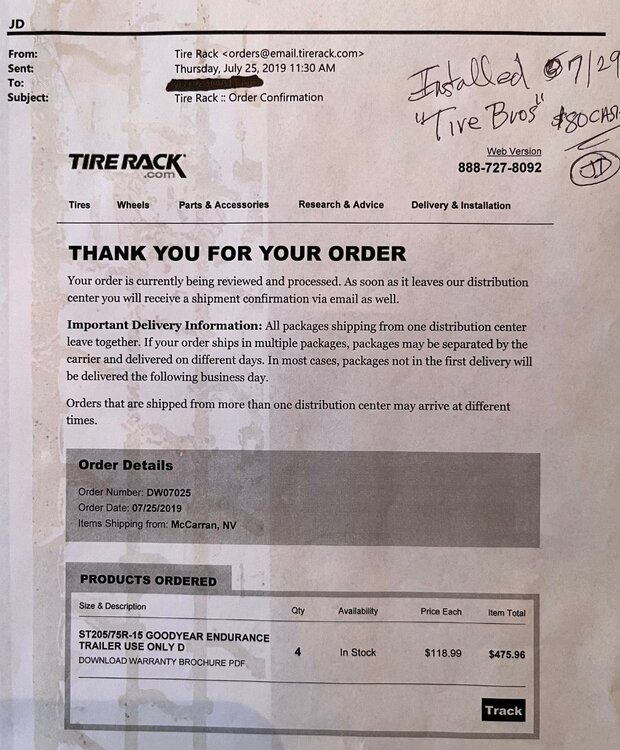 JD
From: Tire Rack <orders@email.tirerack.com>
Sent: Thursday, July 25, 2019 11:30 AM
To:
Subject: Tire Rack :: Order Confirmation
Installed 7/29
"Tire Bros" $80 CASH
JD
TIRE RACK
.com
Web Version
888-727-8092
Tires Wheels Parts & Accessories Research & Advice Delivery & Installation
THANK YOU FOR YOUR ORDER
Your order is currently being reviewed and processed. As soon as it leaves our distribution
center you will receive a shipment confirmation via email as well.
Important Delivery Information: All packages shipping from one distribution center
leave together. If your order ships in multiple packages, packages may be separated by the
carrier and delivered on different days. In most cases, packages not in the first delivery will
be delivered the following business day.
Orders that are shipped from more than one distribution center may arrive at different
times.
Order Details
Order Number: DW07025
Order Date: 07/25/2019
Items Shipping from: McCarran, NV
PRODUCTS ORDERED
Size & Description Qty Availability Price Each Item Total
ST205/75R-15 GOODYEAR ENDURANCE
TRAILER USE ONLY D 4 In Stock $118.99 $475.96
DOWNLOAD WARRANTY BROCHURE PDF
Track